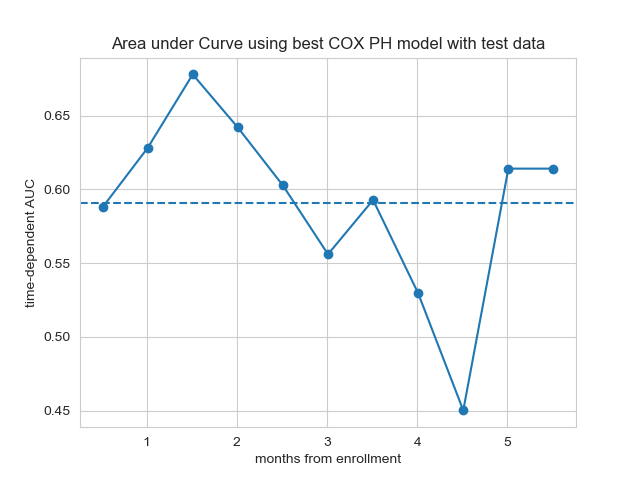 Area under Curve using best COX PH model with test data
time-dependent AUC
0.65
0.60
0.55
0.50
0.45
1 2 3 4 5
months from enrollment